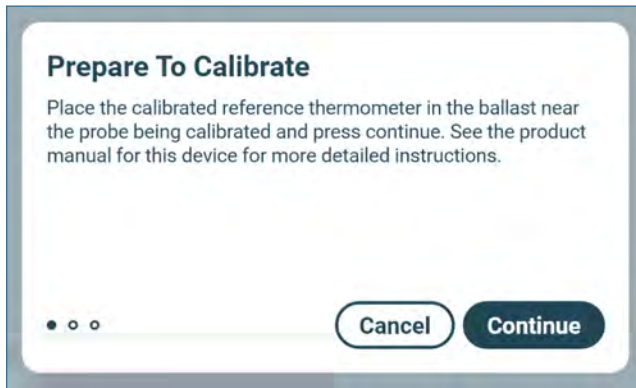 Prepare To Calibrate
Place the calibrated reference thermometer in the ballast near
the probe being calibrated and press continue. See the product
manual for this device for more detailed instructions.
Cancel
Continue